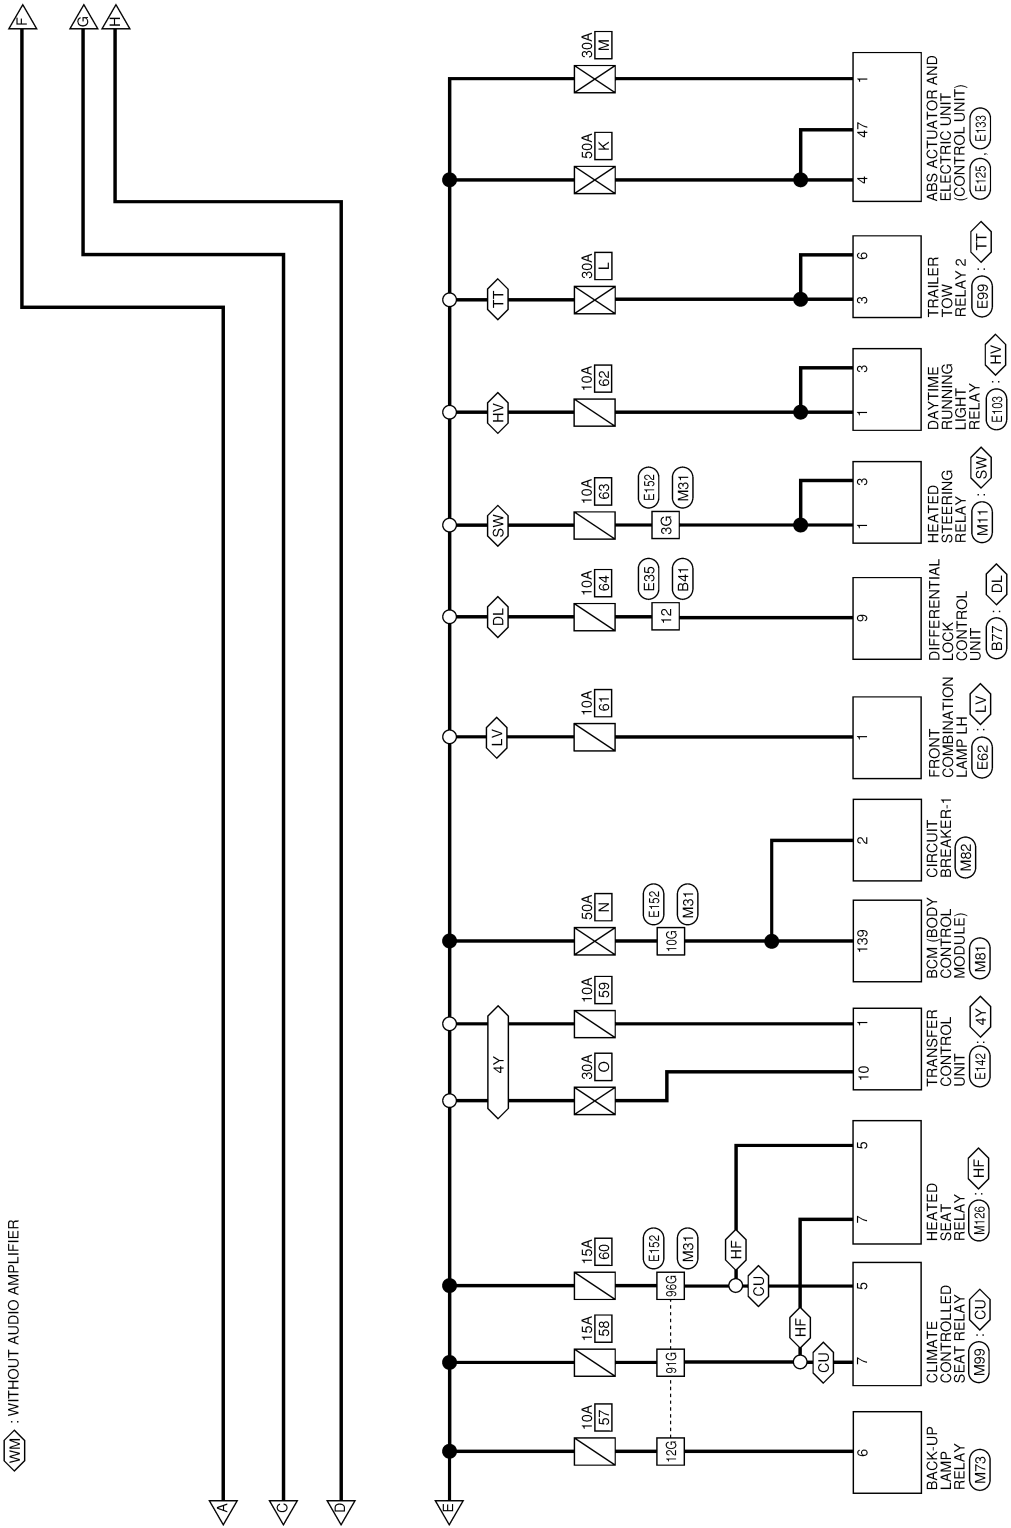 WM : WITHOUT AUDIO AMPLIFIER
A
C
D
E
F
G
H
10A
57
12G
6
BACK-UP
LAMP
RELAY
M73
15A
58
91G
HF
CU
7
15A
60
E152
M31
96G
HF
CU
5
CLIMATE
CONTROLLED
SEAT RELAY
M99 : CU
7
5
HEATED
SEAT
RELAY
M126 : HF
4Y
30A
O
10
10A
59
1
TRANSFER
CONTROL
UNIT
E142 : 4Y
50A
N
E152
M31
10G
139
BCM (BODY
CONTROL
MODULE)
M81
2
CIRCUIT
BREAKER-1
M82
LV
10A
61
1
FRONT
COMBINATION
LAMP LH
E62 : LV
DL
10A
64
E35
B41
12
9
DIFFERENTIAL
LOCK
CONTROL
UNIT
B77 : DL
SW
10A
63
E152
M31
3G
1
3
HEATED
STEERING
RELAY
M11 : SW
HV
10A
62
1
3
DAYTIME
RUNNING
LIGHT
RELAY
E103 : HV
TT
30A
L
3
6
TRAILER
TOW
RELAY 2
E99 : TT
50A
K
4
47
30A
M
1
ABS ACTUATOR AND
ELECTRIC UNIT
(CONTROL UNIT)
E125 , E133